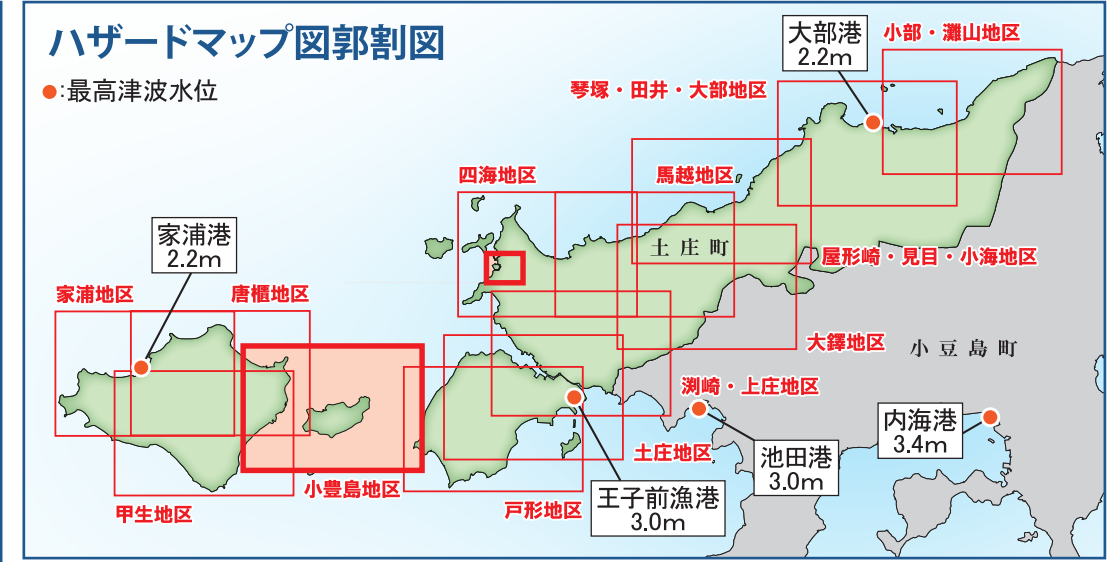 ハザードマップ図郭割図
●:最高津波水位
大部港
2.2m
小部・灘山地区
琴塚・田井・大部地区
四海地区
馬越地区
土庄町
屋形崎・見目・小海地区
家浦港
2.2m
家浦地区
唐櫃地区
大鐸地区
小豆島町
渕崎・上庄地区
内海港
3.4m
土庄地区
池田港
3.0m
小豊島地区
戸形地区
王子前漁港
3.0m
甲生地区